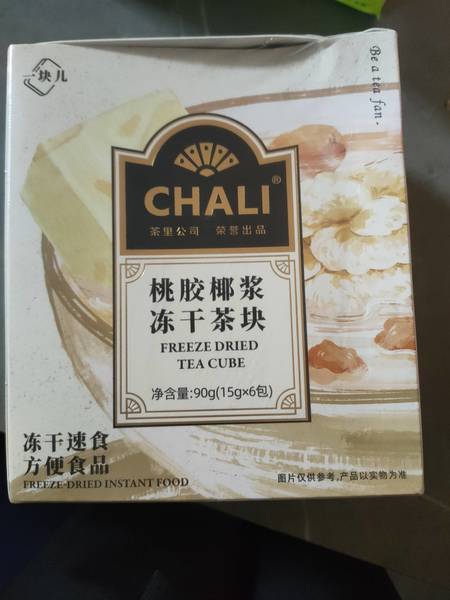 一块儿
Be a tea fan -
CHALI®
茶里公司 荣誉出品
桃胶椰浆
冻干茶块
FREEZE DRIED
TEA CUBE
净含量:90g(15g×6包)
冻干速食
方便食品
FREEZE-DRIED INSTANT FOOD
图片仅供参考,产品以实物为准